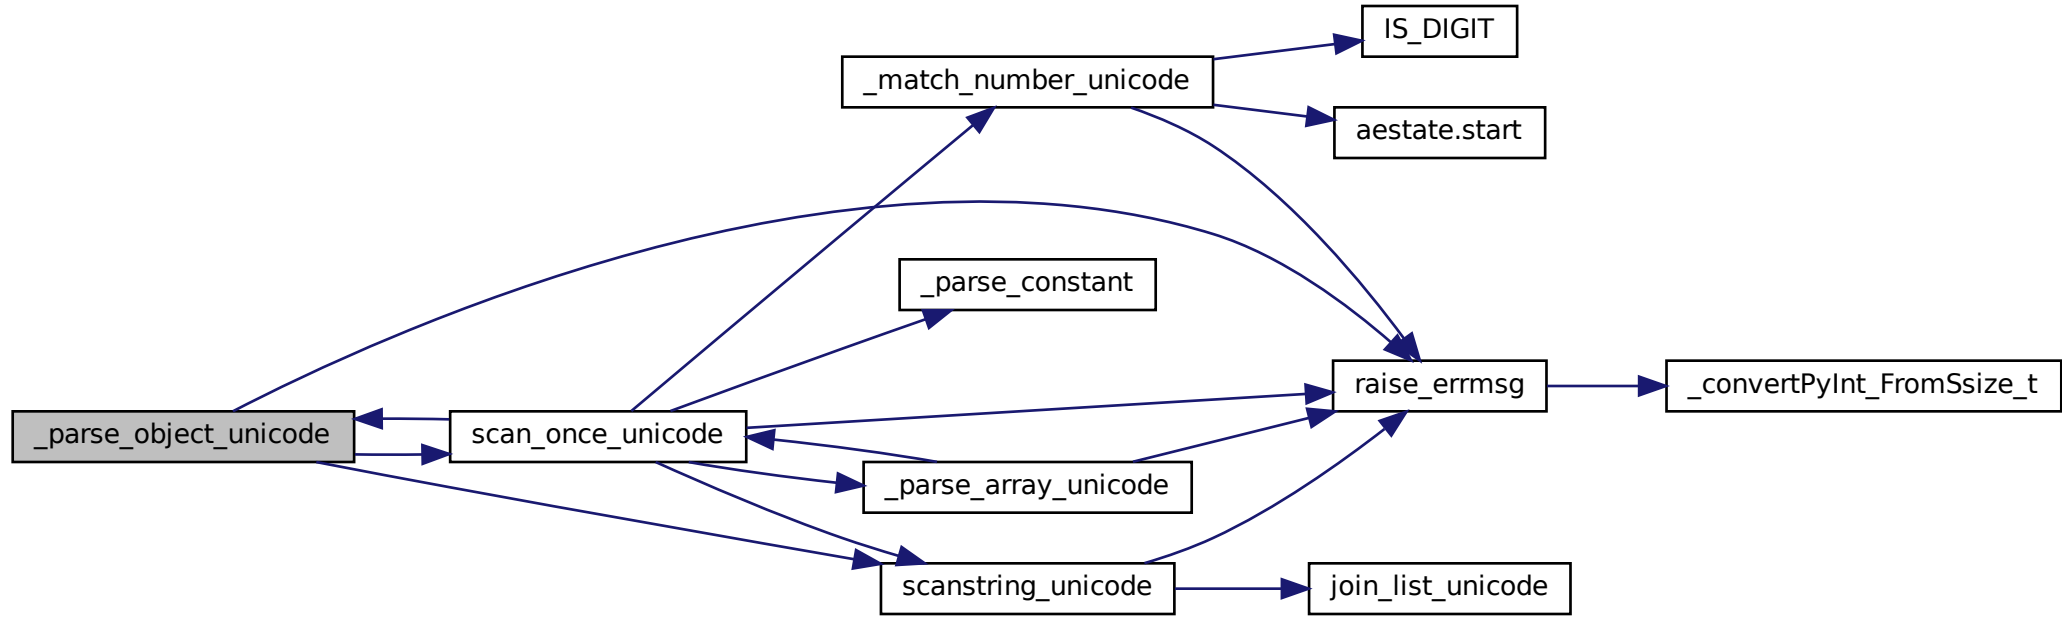 IS_DIGIT
_match_number_unicode
aestate.start
_parse_constant
raise_errmsg
_convertPyInt_FromSsize_t
_parse_object_unicode
scan_once_unicode
_parse_array_unicode
scanstring_unicode
join_list_unicode